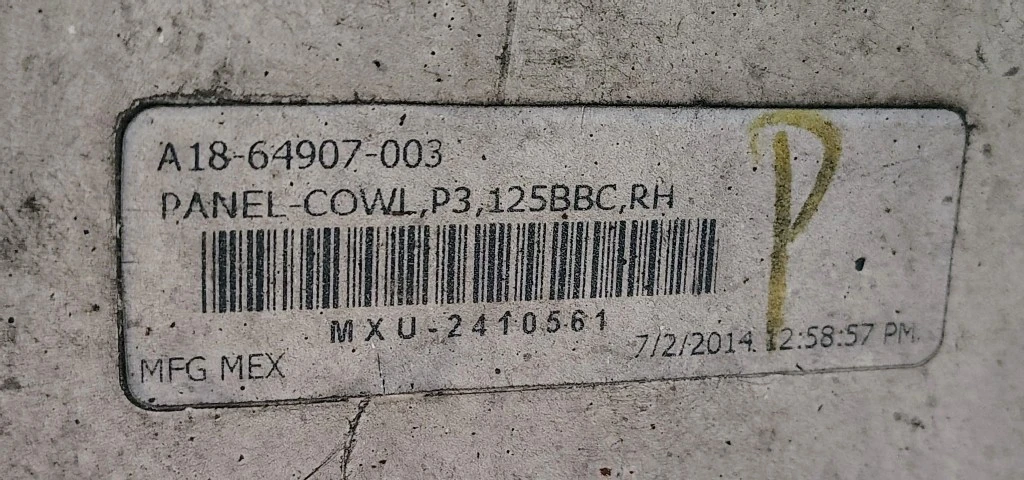 A18-64907-003
PANEL-COWL,P3,125BBC,RH
P
MXU-2410561
7/2/2014 12:58:57 PM
MFG MEX